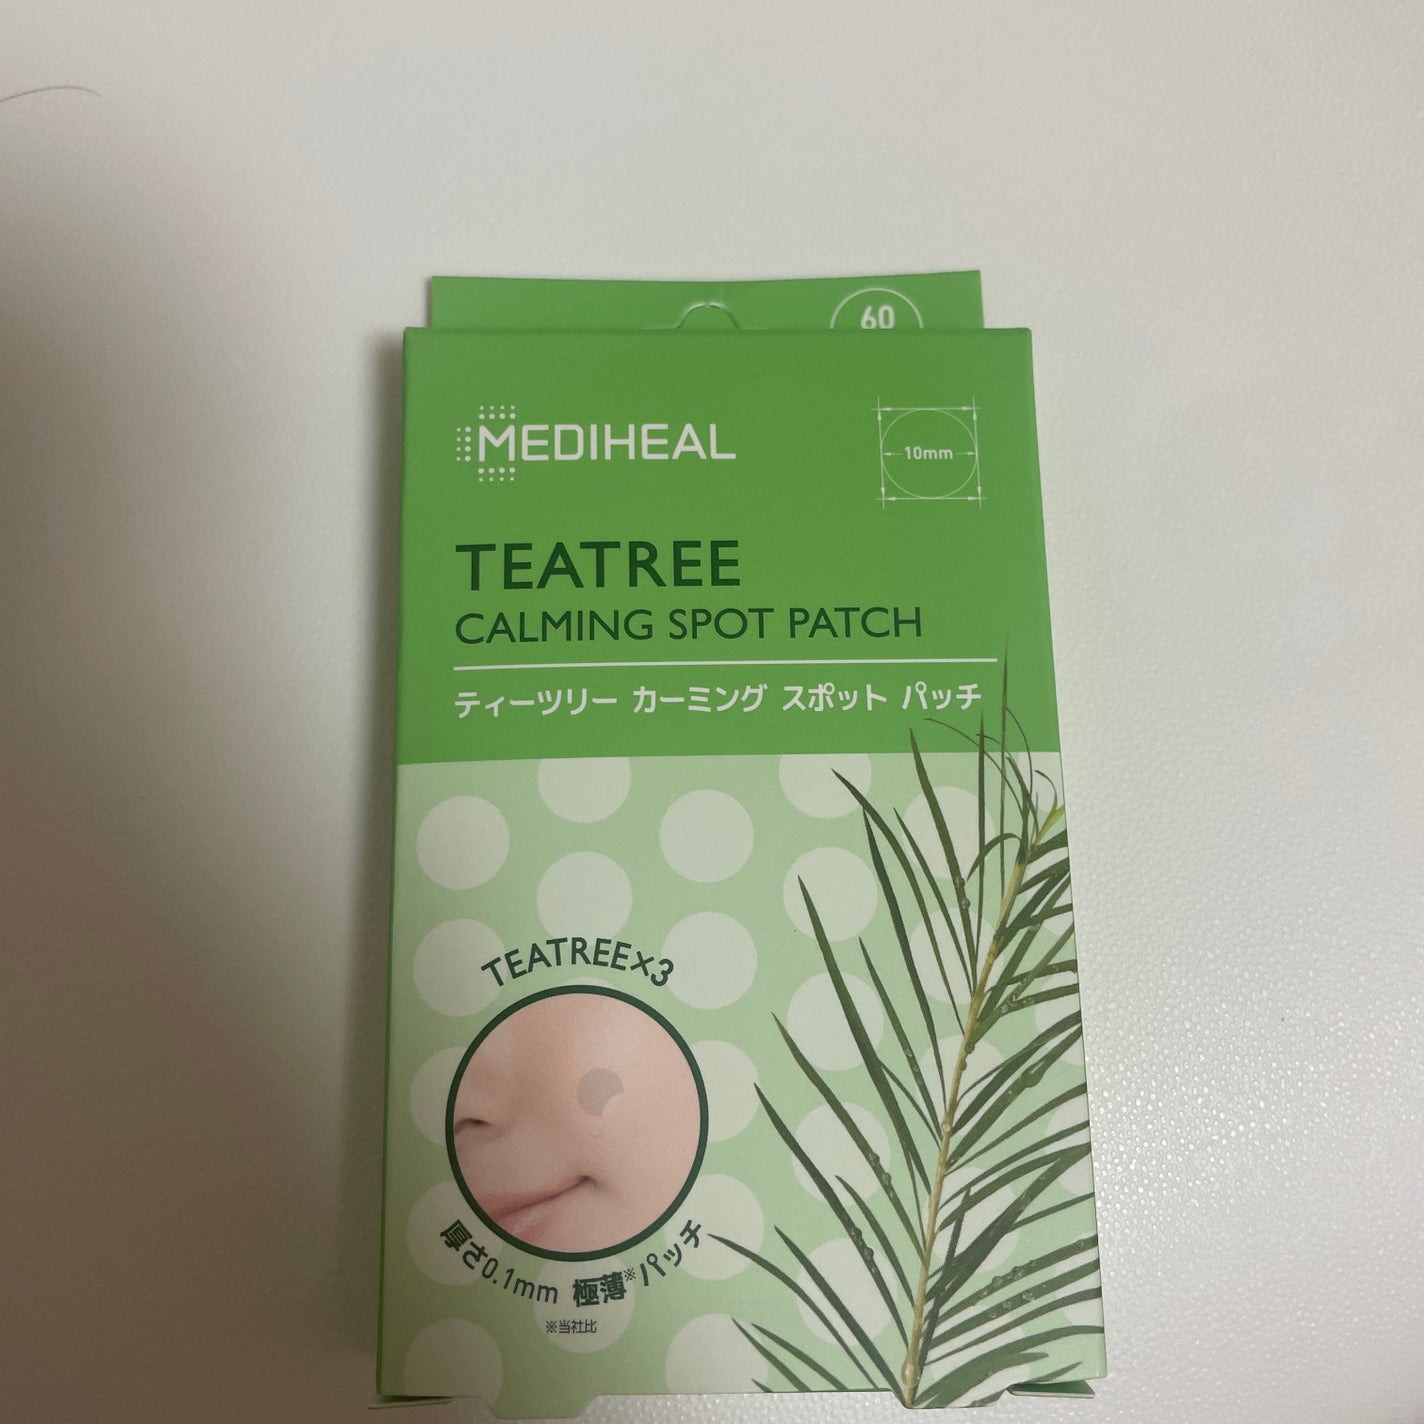 60
MEDIHEAL
10mm
TEATREE
CALMING SPOT PATCH
ティーツリー カーミング スポット パッチ
TEATREE×3
厚さ0.1mm 極薄※パッチ
※当社比